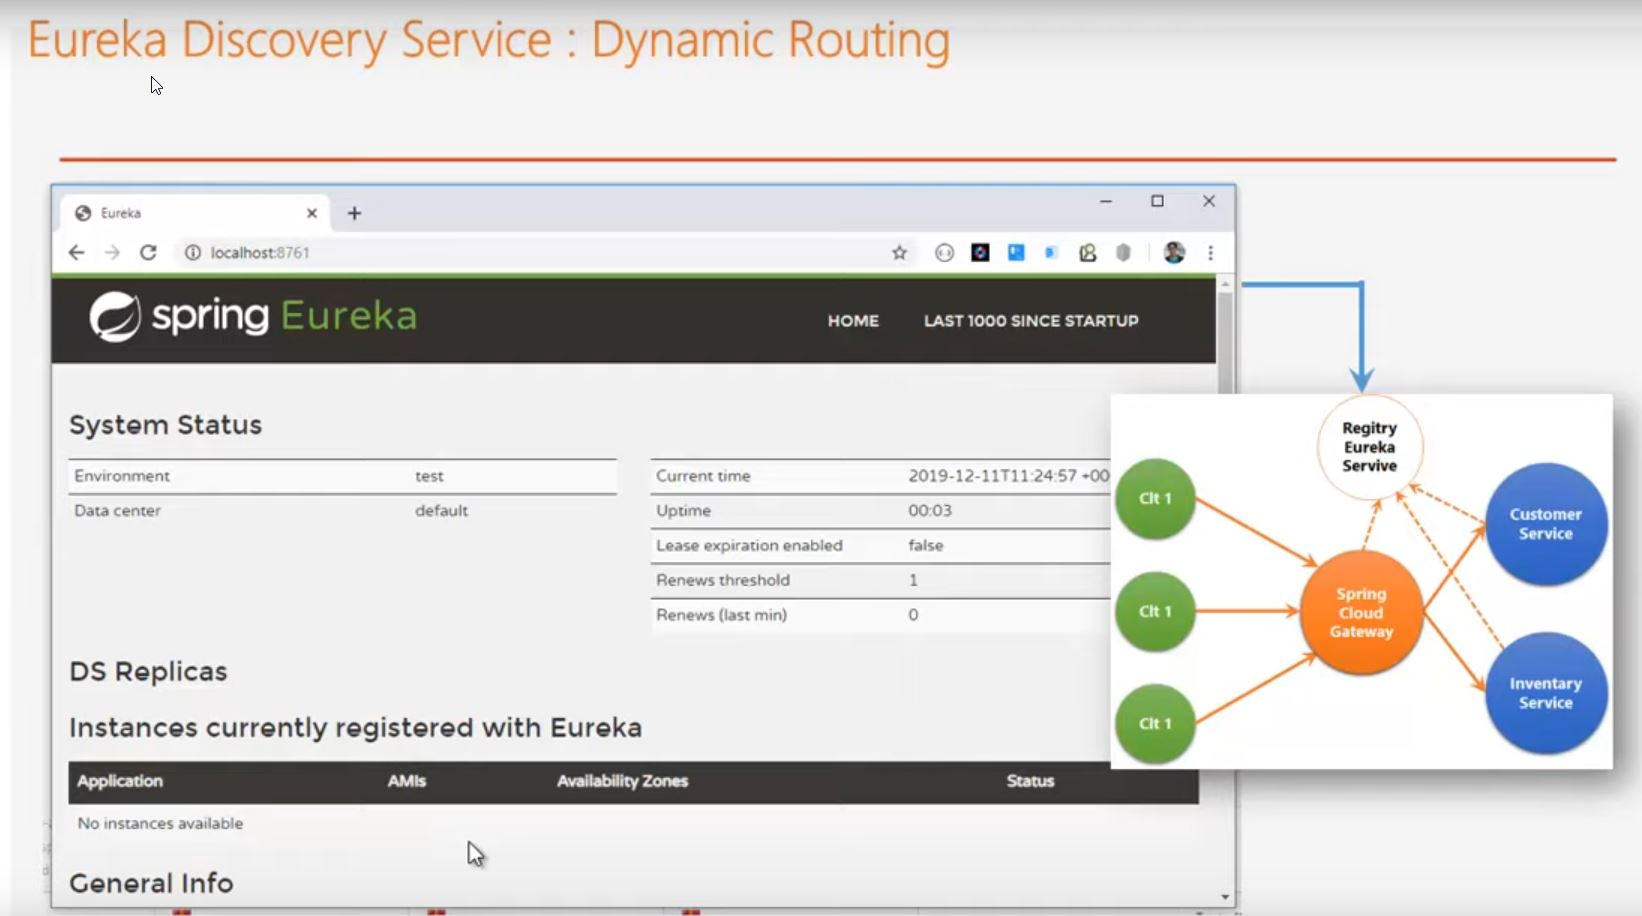 Eureka Discovery Service : Dynamic Routing
Eureka
localhost:8761
spring Eureka
HOME
LAST 1000 SINCE STARTUP
System Status
Environment test
Data center default
Current time 2019-12-11T11:24:57 +00
Uptime 00:03
Lease expiration enabled false
Renews threshold 1
Renews (last min) 0
DS Replicas
Instances currently registered with Eureka
Application AMIs Availability Zones Status
No instances available
General Info
Regitry
Eureka
Servive
Clt 1
Clt 1
Clt 1
Spring
Cloud
Gateway
Customer
Service
Inventary
Service